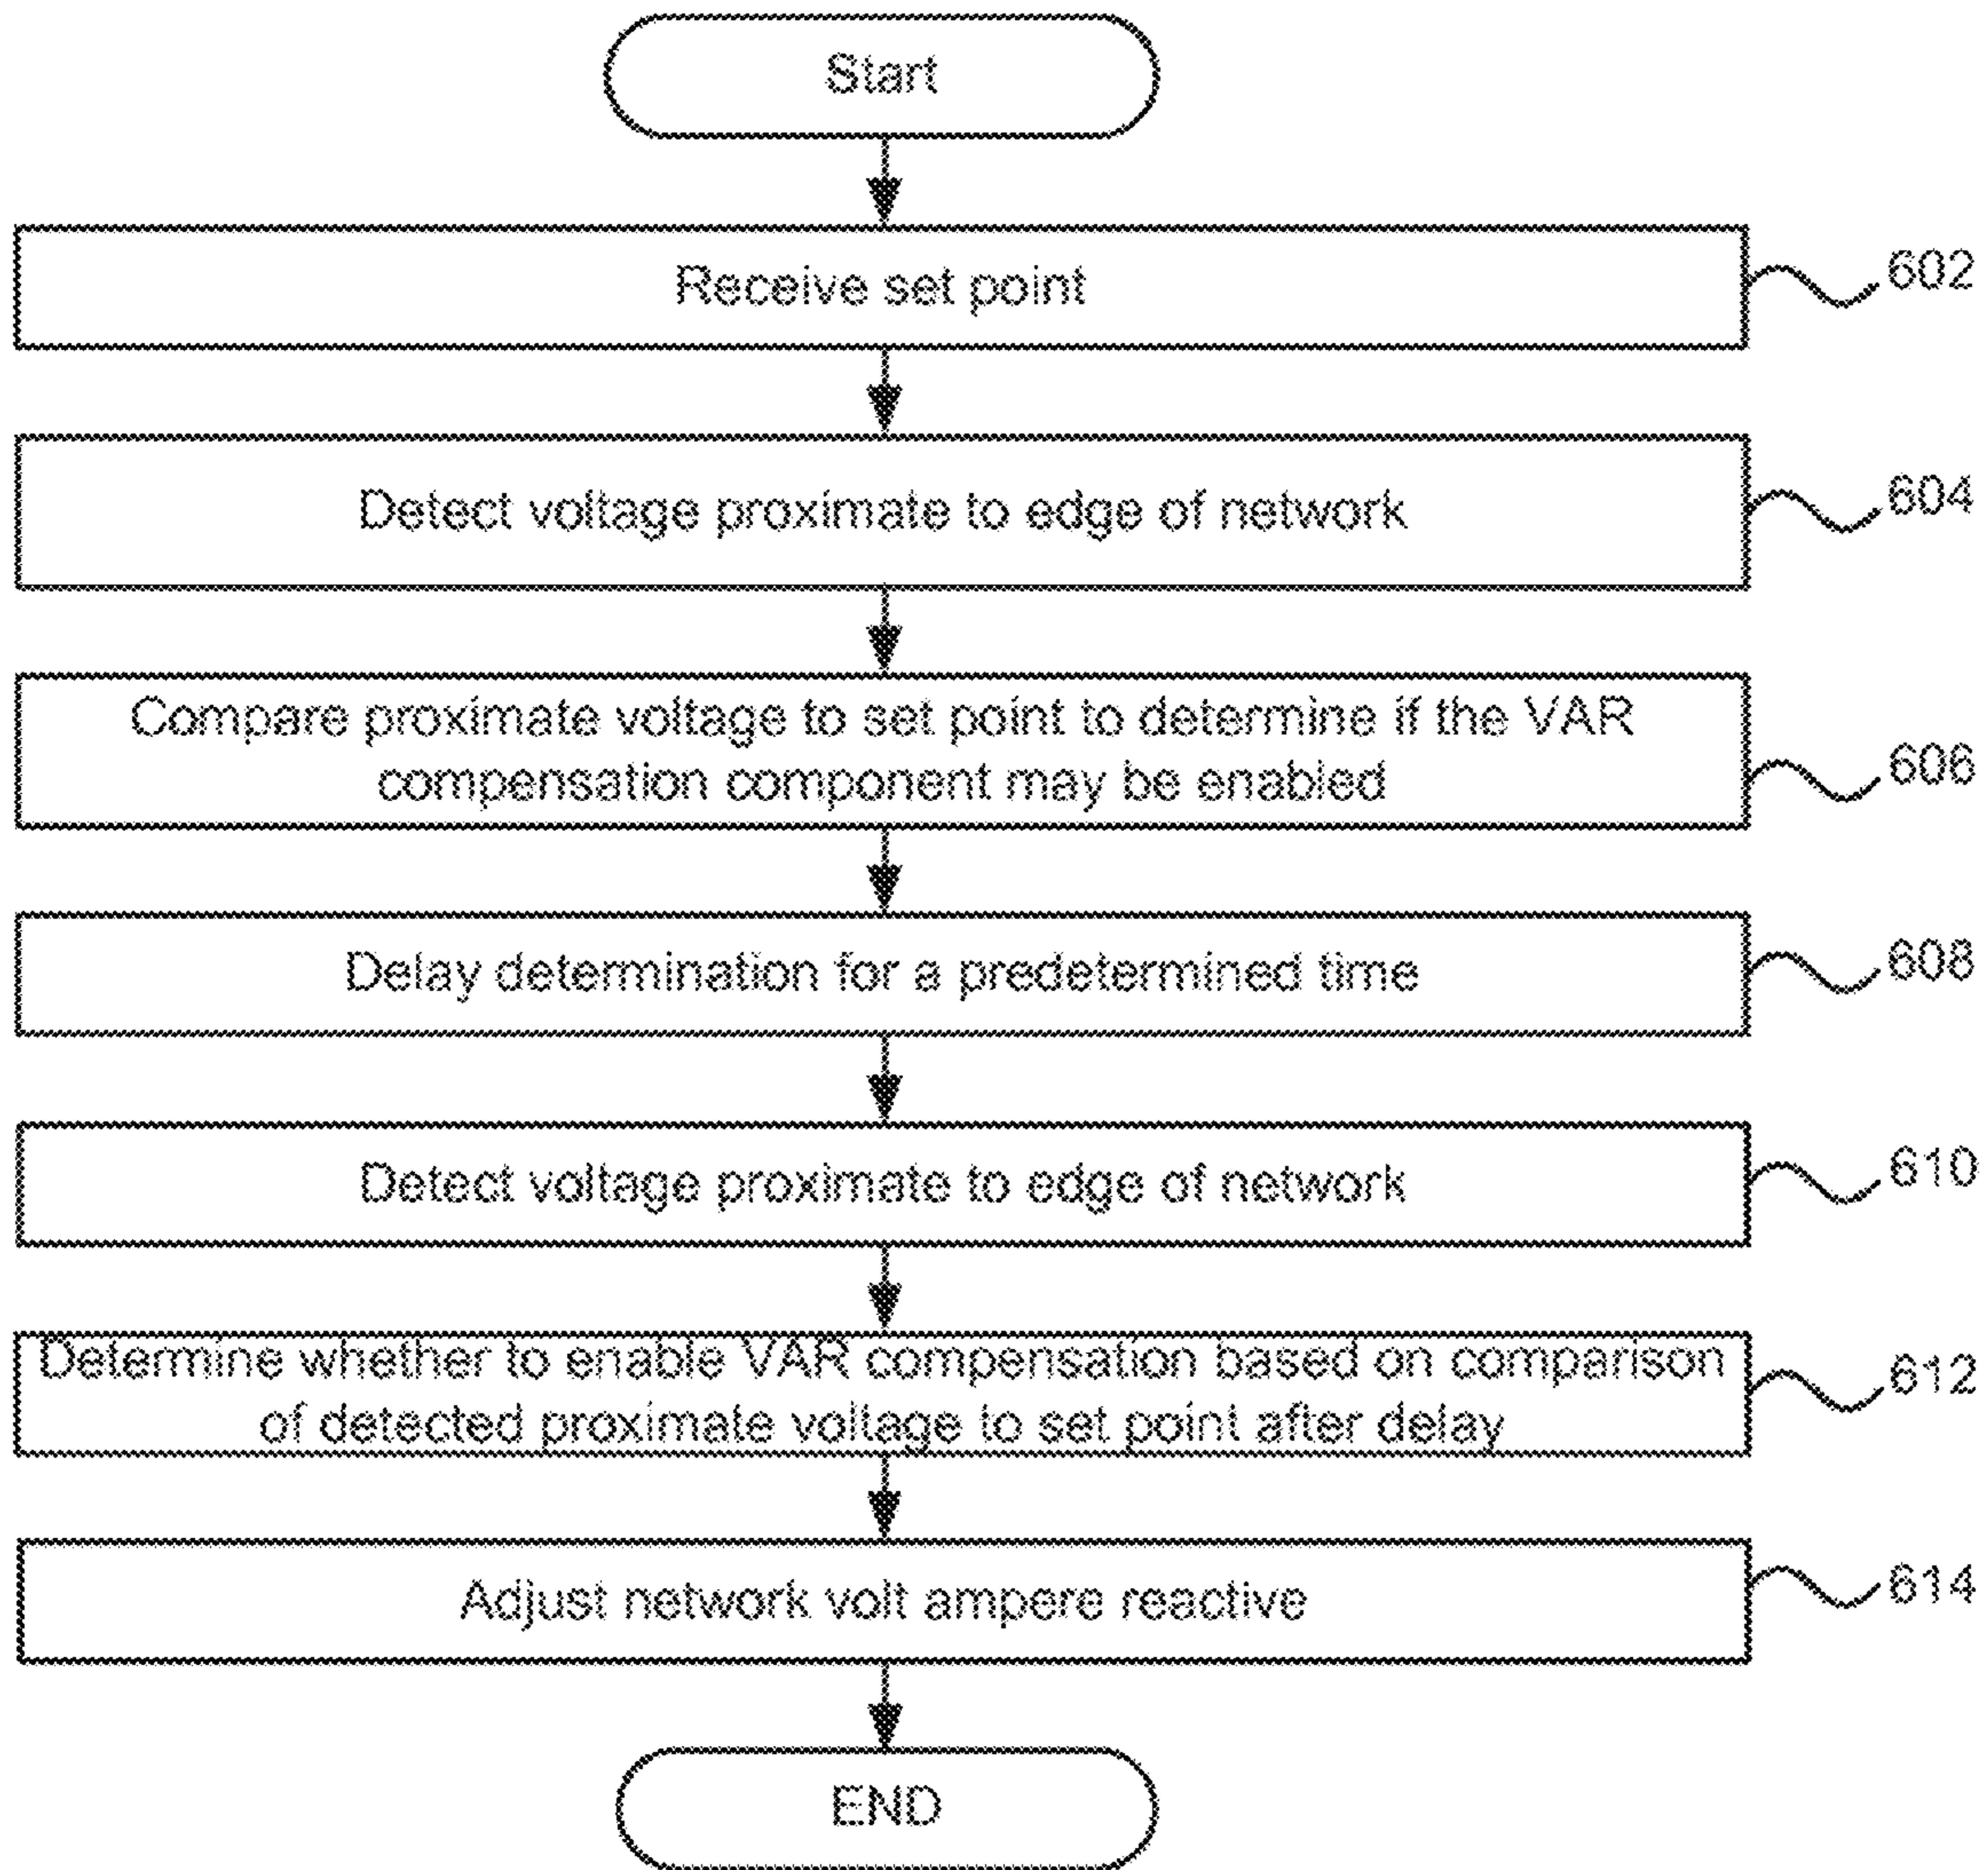 Start
Receive set point
602
Detect voltage proximate to edge of network
604
Compare proximate voltage to set point to determine if the VAR
compensation component may be enabled
606
Delay determination for a predetermined time
608
Detect voltage proximate to edge of network
610
Determine whether to enable VAR compensation based on comparison
of detected proximate voltage to set point after delay
612
Adjust network volt ampere reactive
614
END